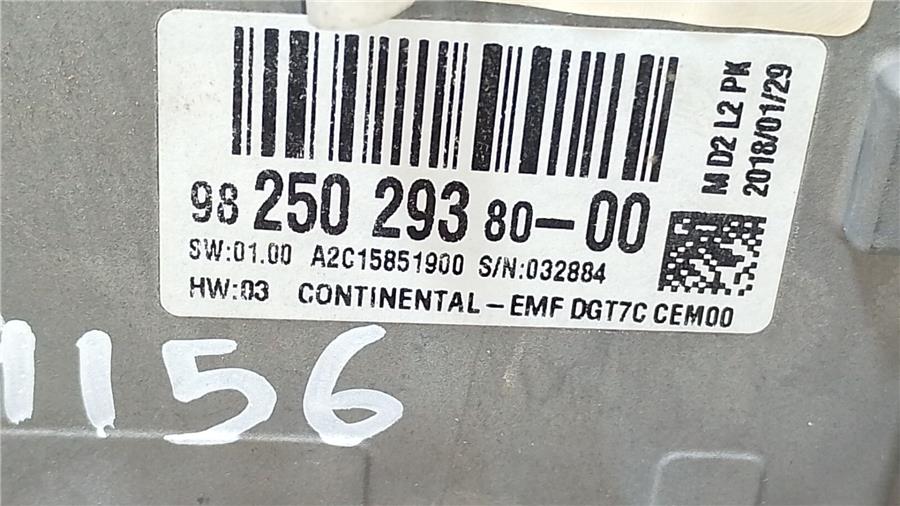 98 250 293 80-00
SW:01.00 A2C15851900 S/N:032884
HW:03 CONTINENTAL-EMF DGT7C CEM00
M D2 L2 PK
2018/01/29
1156